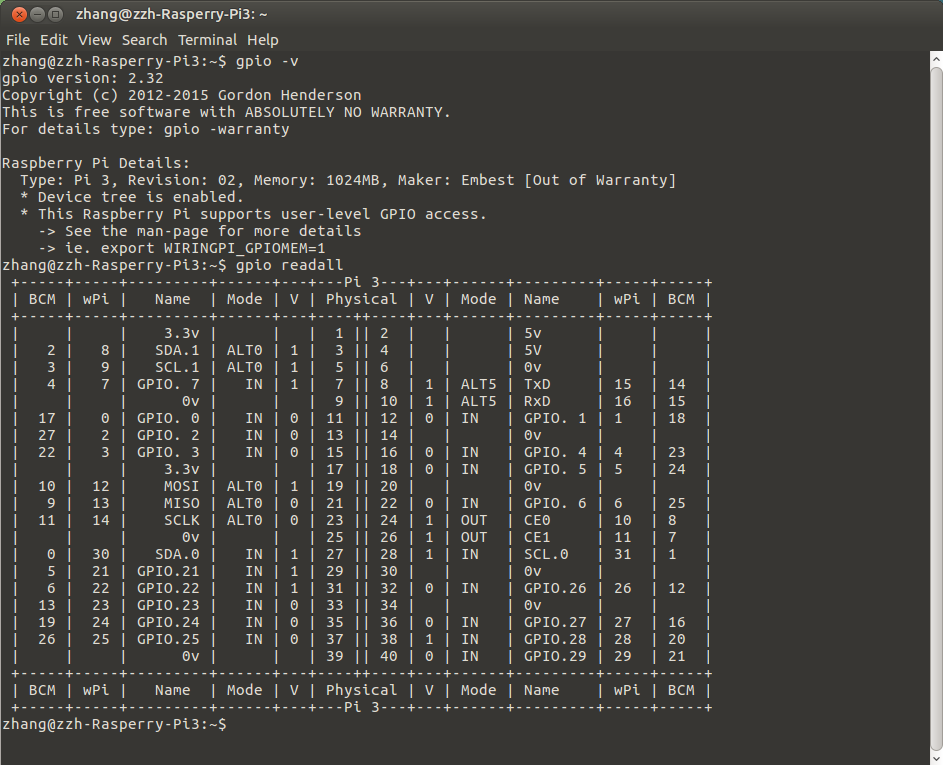 zhang@zzh-Rasperry-Pi3: ~
File Edit View Search Terminal Help
zhang@zzh-Rasperry-Pi3:~$ gpio -v
gpio version: 2.32
Copyright (c) 2012-2015 Gordon Henderson
This is free software with ABSOLUTELY NO WARRANTY.
For details type: gpio -warranty

Raspberry Pi Details:
  Type: Pi 3, Revision: 02, Memory: 1024MB, Maker: Embest [Out of Warranty]
  * Device tree is enabled.
  * This Raspberry Pi supports user-level GPIO access.
    -> See the man-page for more details
    -> ie. export WIRINGPI_GPIOMEM=1
zhang@zzh-Rasperry-Pi3:~$ gpio readall
 +-----+-----+---------+------+---+---Pi 3---+---+------+---------+-----+-----+
 | BCM | wPi |   Name  | Mode | V | Physical | V | Mode | Name    | wPi | BCM |
 +-----+-----+---------+------+---+----++----+---+------+---------+-----+-----+
 |     |     |    3.3v |      |   |  1 || 2  |   |      | 5v      |     |     |
 |   2 |   8 |   SDA.1 | ALT0 | 1 |  3 || 4  |   |      | 5V      |     |     |
 |   3 |   9 |   SCL.1 | ALT0 | 1 |  5 || 6  |   |      | 0v      |     |     |
 |   4 |   7 | GPIO. 7 |   IN | 1 |  7 || 8  | 1 | ALT5 | TxD     | 15  | 14  |
 |     |     |      0v |      |   |  9 || 10 | 1 | ALT5 | RxD     | 16  | 15  |
 |  17 |   0 | GPIO. 0 |   IN | 0 | 11 || 12 | 0 | IN   | GPIO. 1 | 1   | 18  |
 |  27 |   2 | GPIO. 2 |   IN | 0 | 13 || 14 |   |      | 0v      |     |     |
 |  22 |   3 | GPIO. 3 |   IN | 0 | 15 || 16 | 0 | IN   | GPIO. 4 | 4   | 23  |
 |     |     |    3.3v |      |   | 17 || 18 | 0 | IN   | GPIO. 5 | 5   | 24  |
 |  10 |  12 |    MOSI | ALT0 | 1 | 19 || 20 |   |      | 0v      |     |     |
 |   9 |  13 |    MISO | ALT0 | 0 | 21 || 22 | 0 | IN   | GPIO. 6 | 6   | 25  |
 |  11 |  14 |    SCLK | ALT0 | 0 | 23 || 24 | 1 | OUT  | CE0     | 10  | 8   |
 |     |     |      0v |      |   | 25 || 26 | 1 | OUT  | CE1     | 11  | 7   |
 |   0 |  30 |   SDA.0 |   IN | 1 | 27 || 28 | 1 | IN   | SCL.0   | 31  | 1   |
 |   5 |  21 | GPIO.21 |   IN | 1 | 29 || 30 |   |      | 0v      |     |     |
 |   6 |  22 | GPIO.22 |   IN | 1 | 31 || 32 | 0 | IN   | GPIO.26 | 26  | 12  |
 |  13 |  23 | GPIO.23 |   IN | 0 | 33 || 34 |   |      | 0v      |     |     |
 |  19 |  24 | GPIO.24 |   IN | 0 | 35 || 36 | 0 | IN   | GPIO.27 | 27  | 16  |
 |  26 |  25 | GPIO.25 |   IN | 0 | 37 || 38 | 1 | IN   | GPIO.28 | 28  | 20  |
 |     |     |      0v |      |   | 39 || 40 | 0 | IN   | GPIO.29 | 29  | 21  |
 +-----+-----+---------+------+---+----++----+---+------+---------+-----+-----+
 | BCM | wPi |   Name  | Mode | V | Physical | V | Mode | Name    | wPi | BCM |
 +-----+-----+---------+------+---+---Pi 3---+---+------+---------+-----+-----+
zhang@zzh-Rasperry-Pi3:~$